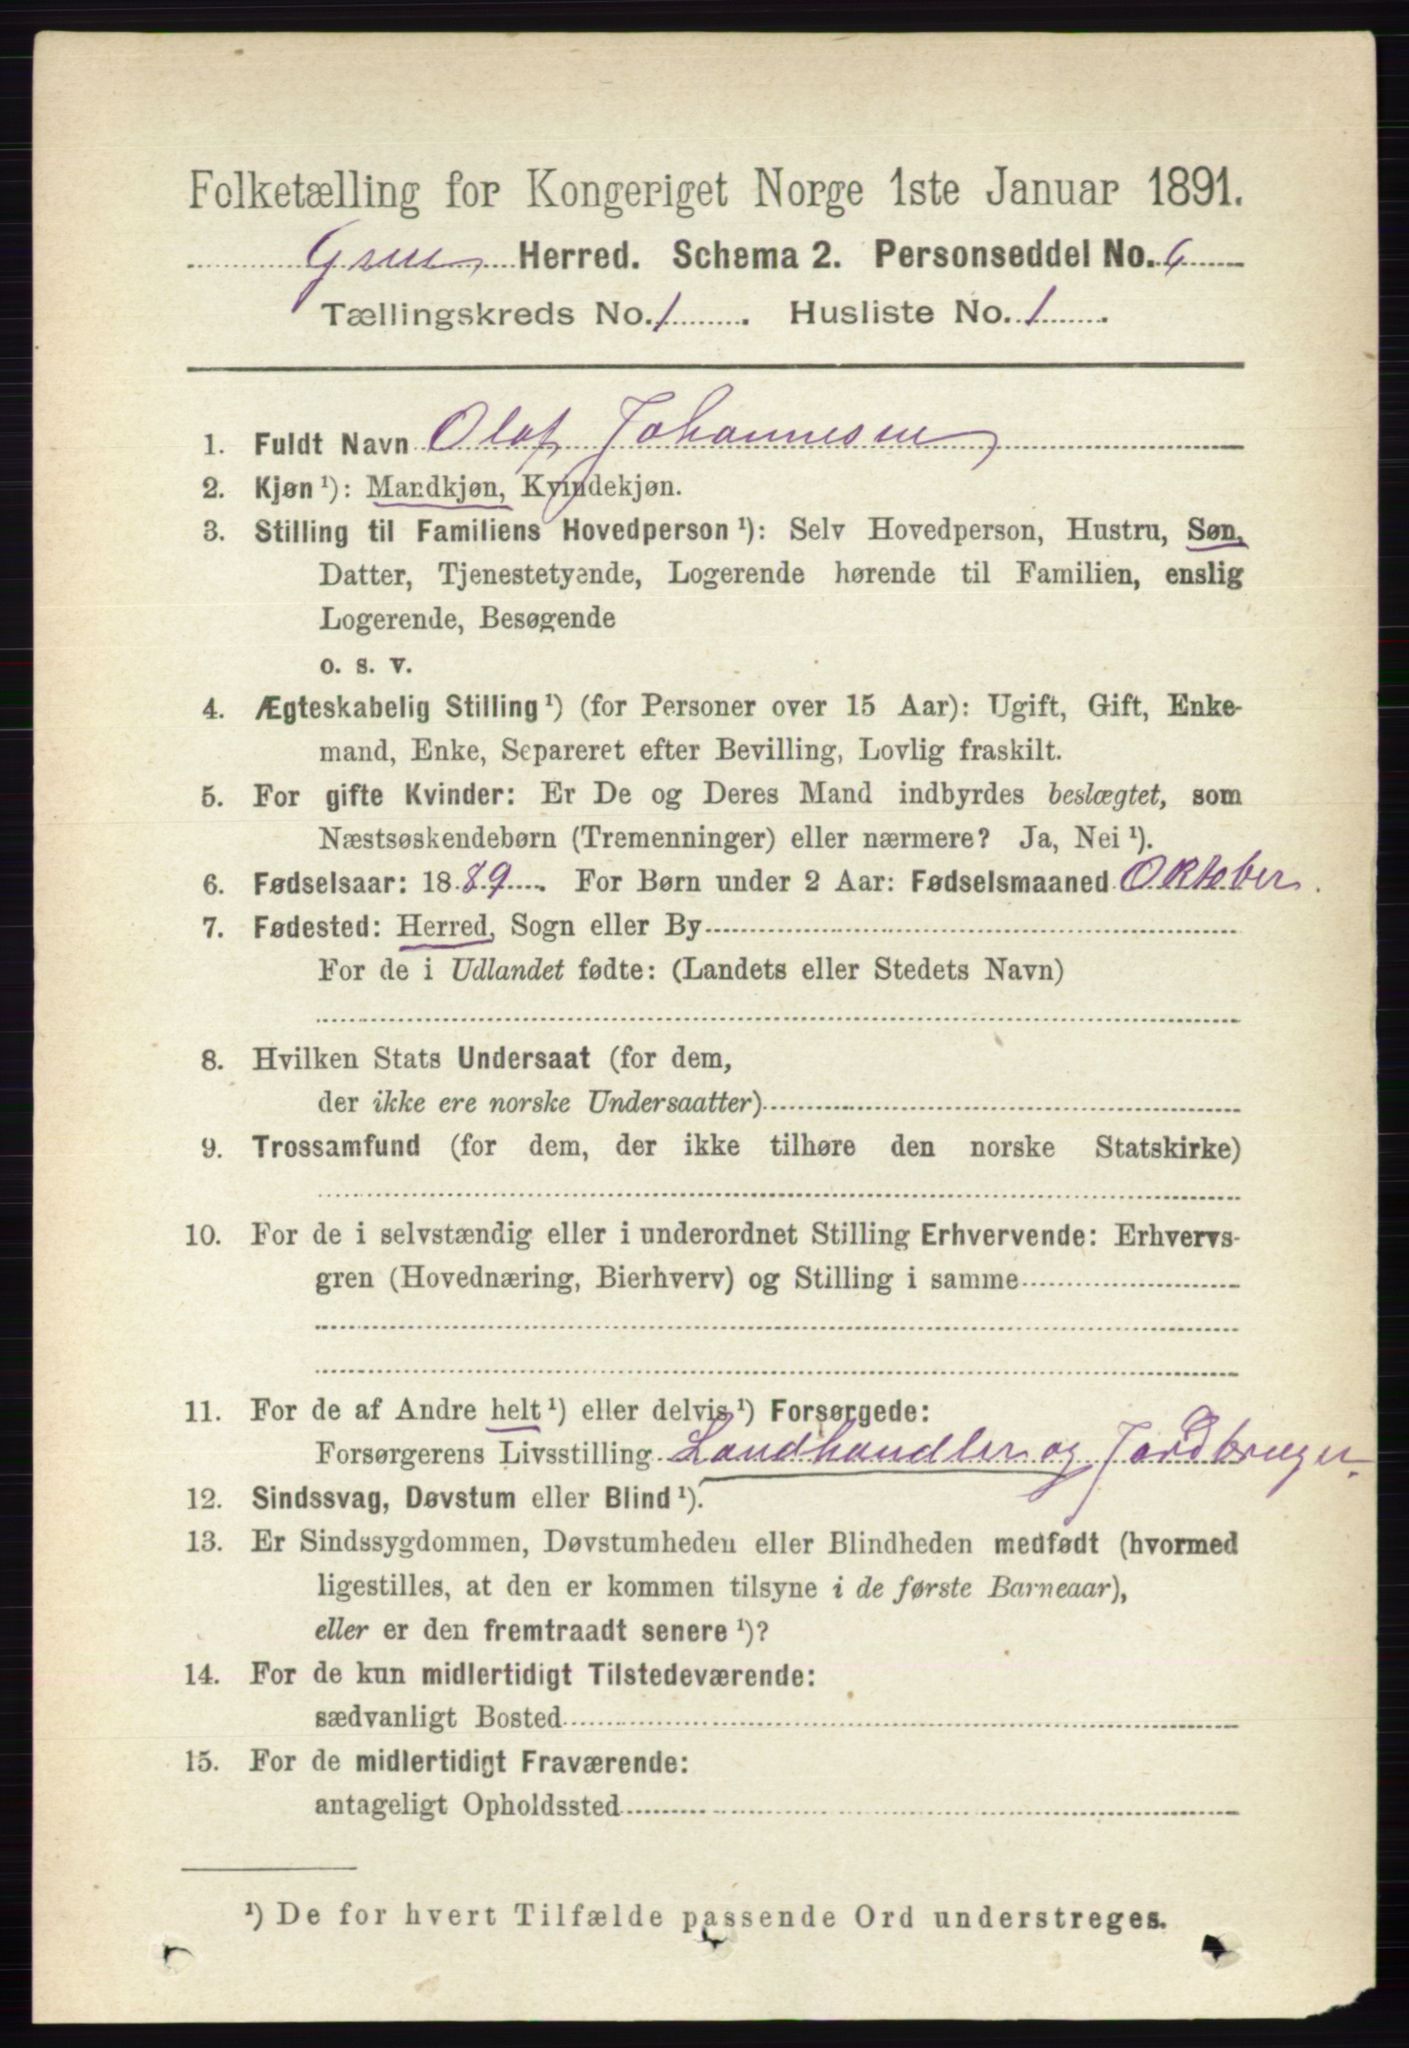 Folketælling for Kongeriget Norge 1ste Januar 1891.
Grue Herred. Schema 2. Personseddel No. 6
Tællingskreds No. 1. Husliste No. 1.
1. Fuldt Navn Olaf Johannesen
2. Kjøn ¹): Mandkjøn, Kvindekjøn.
3. Stilling til Familiens Hovedperson ¹): Selv Hovedperson, Hustru, Søn,
Datter, Tjenestetyende, Logerende hørende til Familien, enslig
Logerende, Besøgende
o. s. v.
4. Ægteskabelig Stilling ¹) (for Personer over 15 Aar): Ugift, Gift, Enke-
mand, Enke, Separeret efter Bevilling, Lovlig fraskilt.
5. For gifte Kvinder: Er De og Deres Mand indbyrdes beslægtet, som
Næstsøskendebørn (Tremenninger) eller nærmere? Ja, Nei ¹).
6. Fødselsaar: 1889. For Børn under 2 Aar: Fødselsmaaned Oktober.
7. Fødested: Herred, Sogn eller By
For de i Udlandet fødte: (Landets eller Stedets Navn)
8. Hvilken Stats Undersaat (for dem,
der ikke ere norske Undersaatter)
9. Trossamfund (for dem, der ikke tilhøre den norske Statskirke)
10. For de i selvstændig eller i underordnet Stilling Erhvervende: Erhvervs-
gren (Hovednæring, Bierhverv) og Stilling i samme
11. For de af Andre helt ¹) eller delvis ¹) Forsørgede:
Forsørgerens Livsstilling Landhandler og Jordbruger.
12. Sindssvag, Døvstum eller Blind ¹).
13. Er Sindssygdommen, Døvstumheden eller Blindheden medfødt (hvormed
ligestilles, at den er kommen tilsyne i de første Barneaar),
eller er den fremtraadt senere ¹)?
14. For de kun midlertidigt Tilstedeværende:
sædvanligt Bosted
15. For de midlertidigt Fraværende:
antageligt Opholdssted
¹) De for hvert Tilfælde passende Ord understreges.